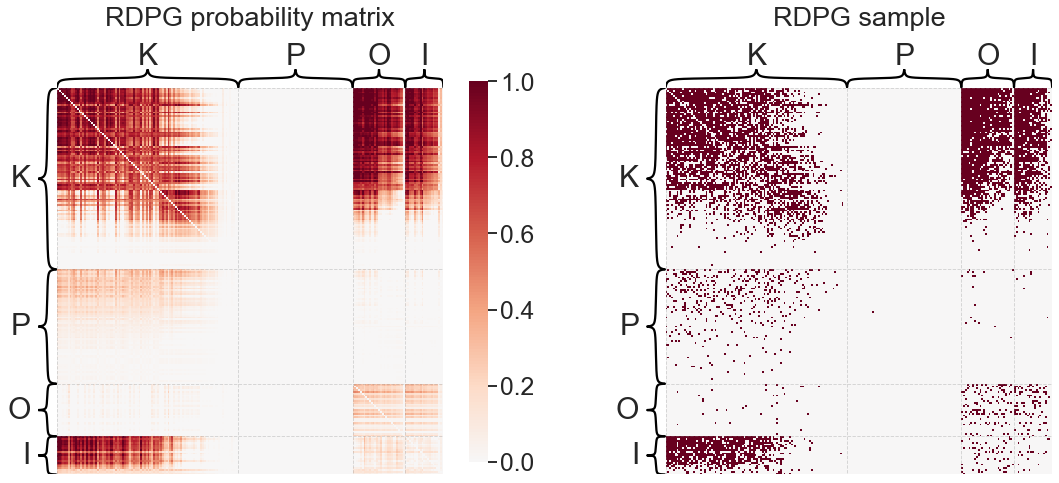 RDPG probability matrix
K P O I
K
P
O
I
1.0
0.8
0.6
0.4
0.2
0.0
RDPG sample
K P O I
K
P
O
I